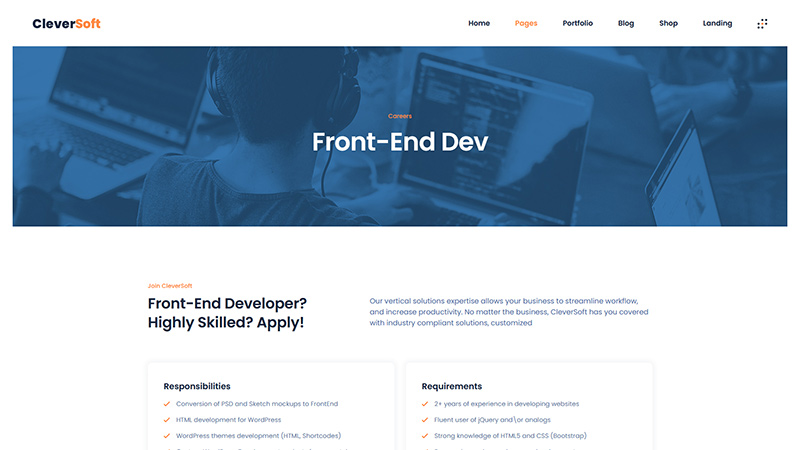 CleverSoft
Home Pages Portfolio Blog Shop Landing
Careers
Front-End Dev
Join CleverSoft
Front-End Developer?
Highly Skilled? Apply!
Our vertical solutions expertise allows your business to streamline workflow,
and increase productivity. No matter the business, CleverSoft has you covered
with industry compliant solutions, customized
Responsibilities
Conversion of PSD and Sketch mockups to FrontEnd
HTML development for WordPress
WordPress themes development (HTML, Shortcodes)
Requirements
2+ years of experience in developing websites
Fluent user of jQuery and\or analogs
Strong knowledge of HTML5 and CSS (Bootstrap)